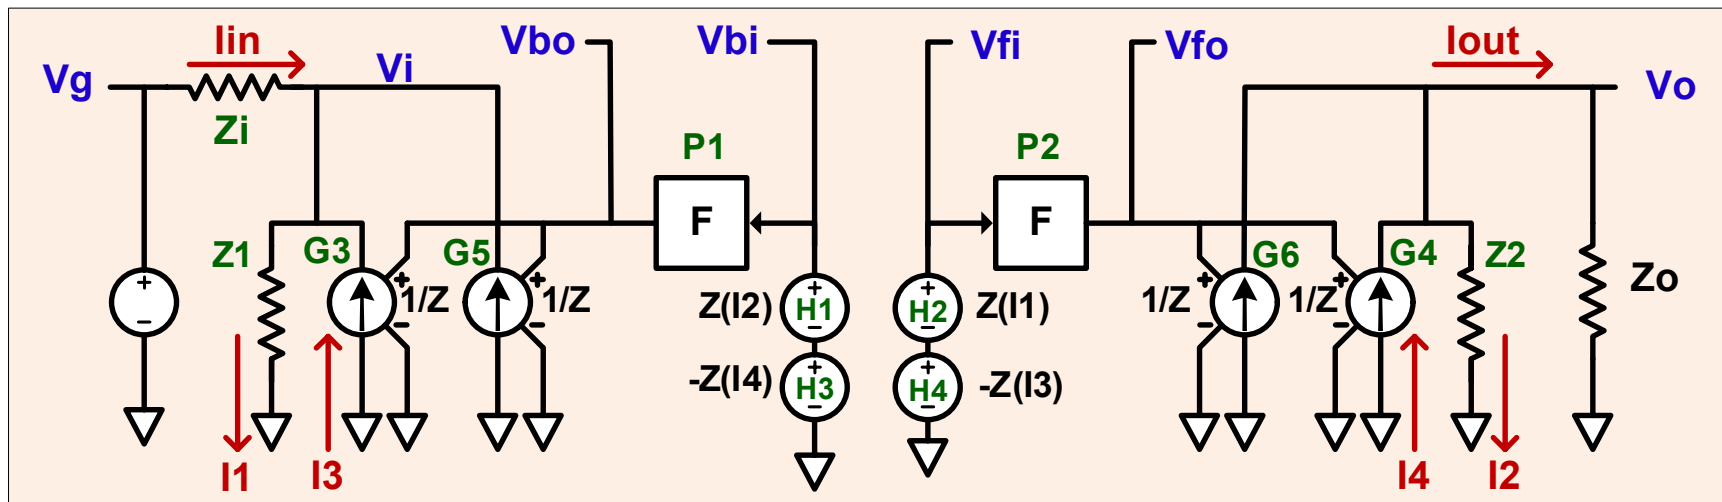 Vg
Iin
Vi
Zi
Vbo
Vbi
Vfi
Vfo
Iout
Vo
P1
P2
F
F
Z1
G3
G5
G6
G4
Z2
Zo
+
−
+
−
1/Z
+
−
1/Z
Z(I2)
+
H1
−
+
H2
−
Z(I1)
1/Z
+
−
1/Z
+
−
-Z(I4)
+
H3
−
+
H4
−
-Z(I3)
I1
I3
I4
I2